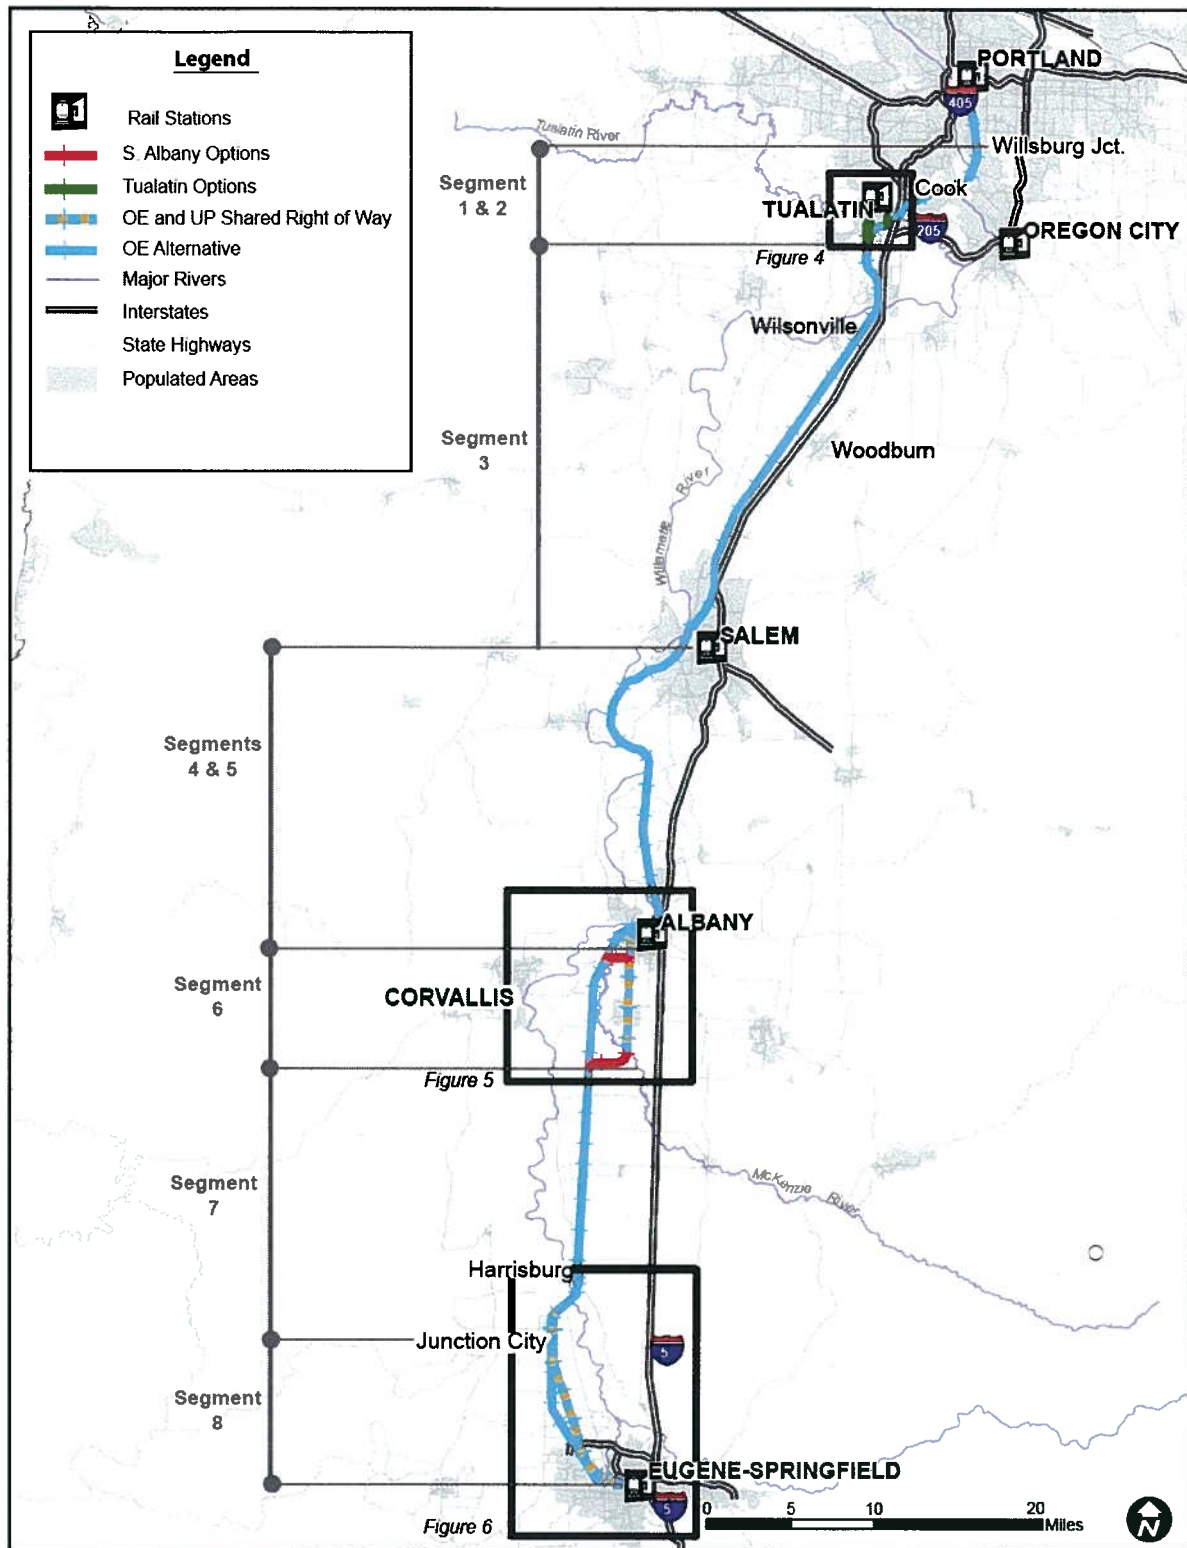 Legend
Rail Stations
S. Albany Options
Tualatin Options
OE and UP Shared Right of Way
OE Alternative
Major Rivers
Interstates
State Highways
Populated Areas
PORTLAND
405
Tualatin River
Willsburg Jct.
Segment
1 & 2
Cook
TUALATIN
205
OREGON CITY
Figure 4
Wilsonville
Segment
3
Woodburn
Willamette River
SALEM
Segments
4 & 5
ALBANY
Segment
6
CORVALLIS
Figure 5
Segment
7
McKenzie River
Harrisburg
Junction City
5
Segment
8
EUGENE-SPRINGFIELD
5
0 5 10 20
Miles
Figure 6
N